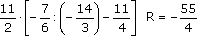 11/2 · [ - 7/6 : ( - 14/3 ) - 11/4 ] R = - 55/4